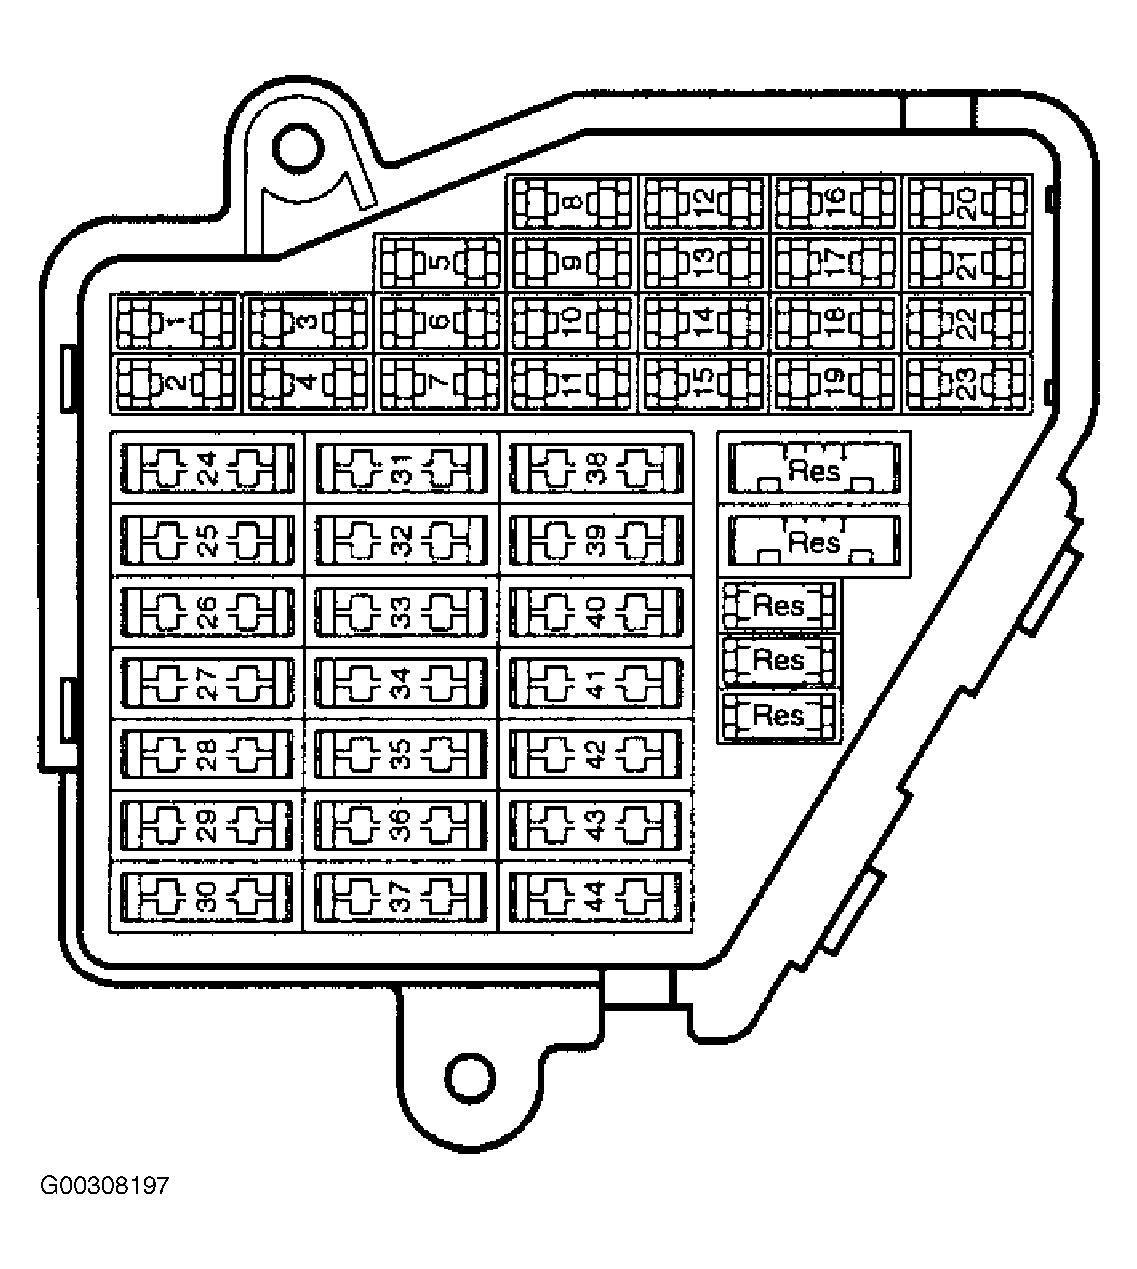 8 12 16 20
5 9 13 17 21
1 3 6 10 14 18 22
2 4 7 11 15 19 23
24 31 38 Res
25 32 39 Res
26 33 40 Res
27 34 41 Res
28 35 42 Res
29 36 43
30 37 44
G00308197